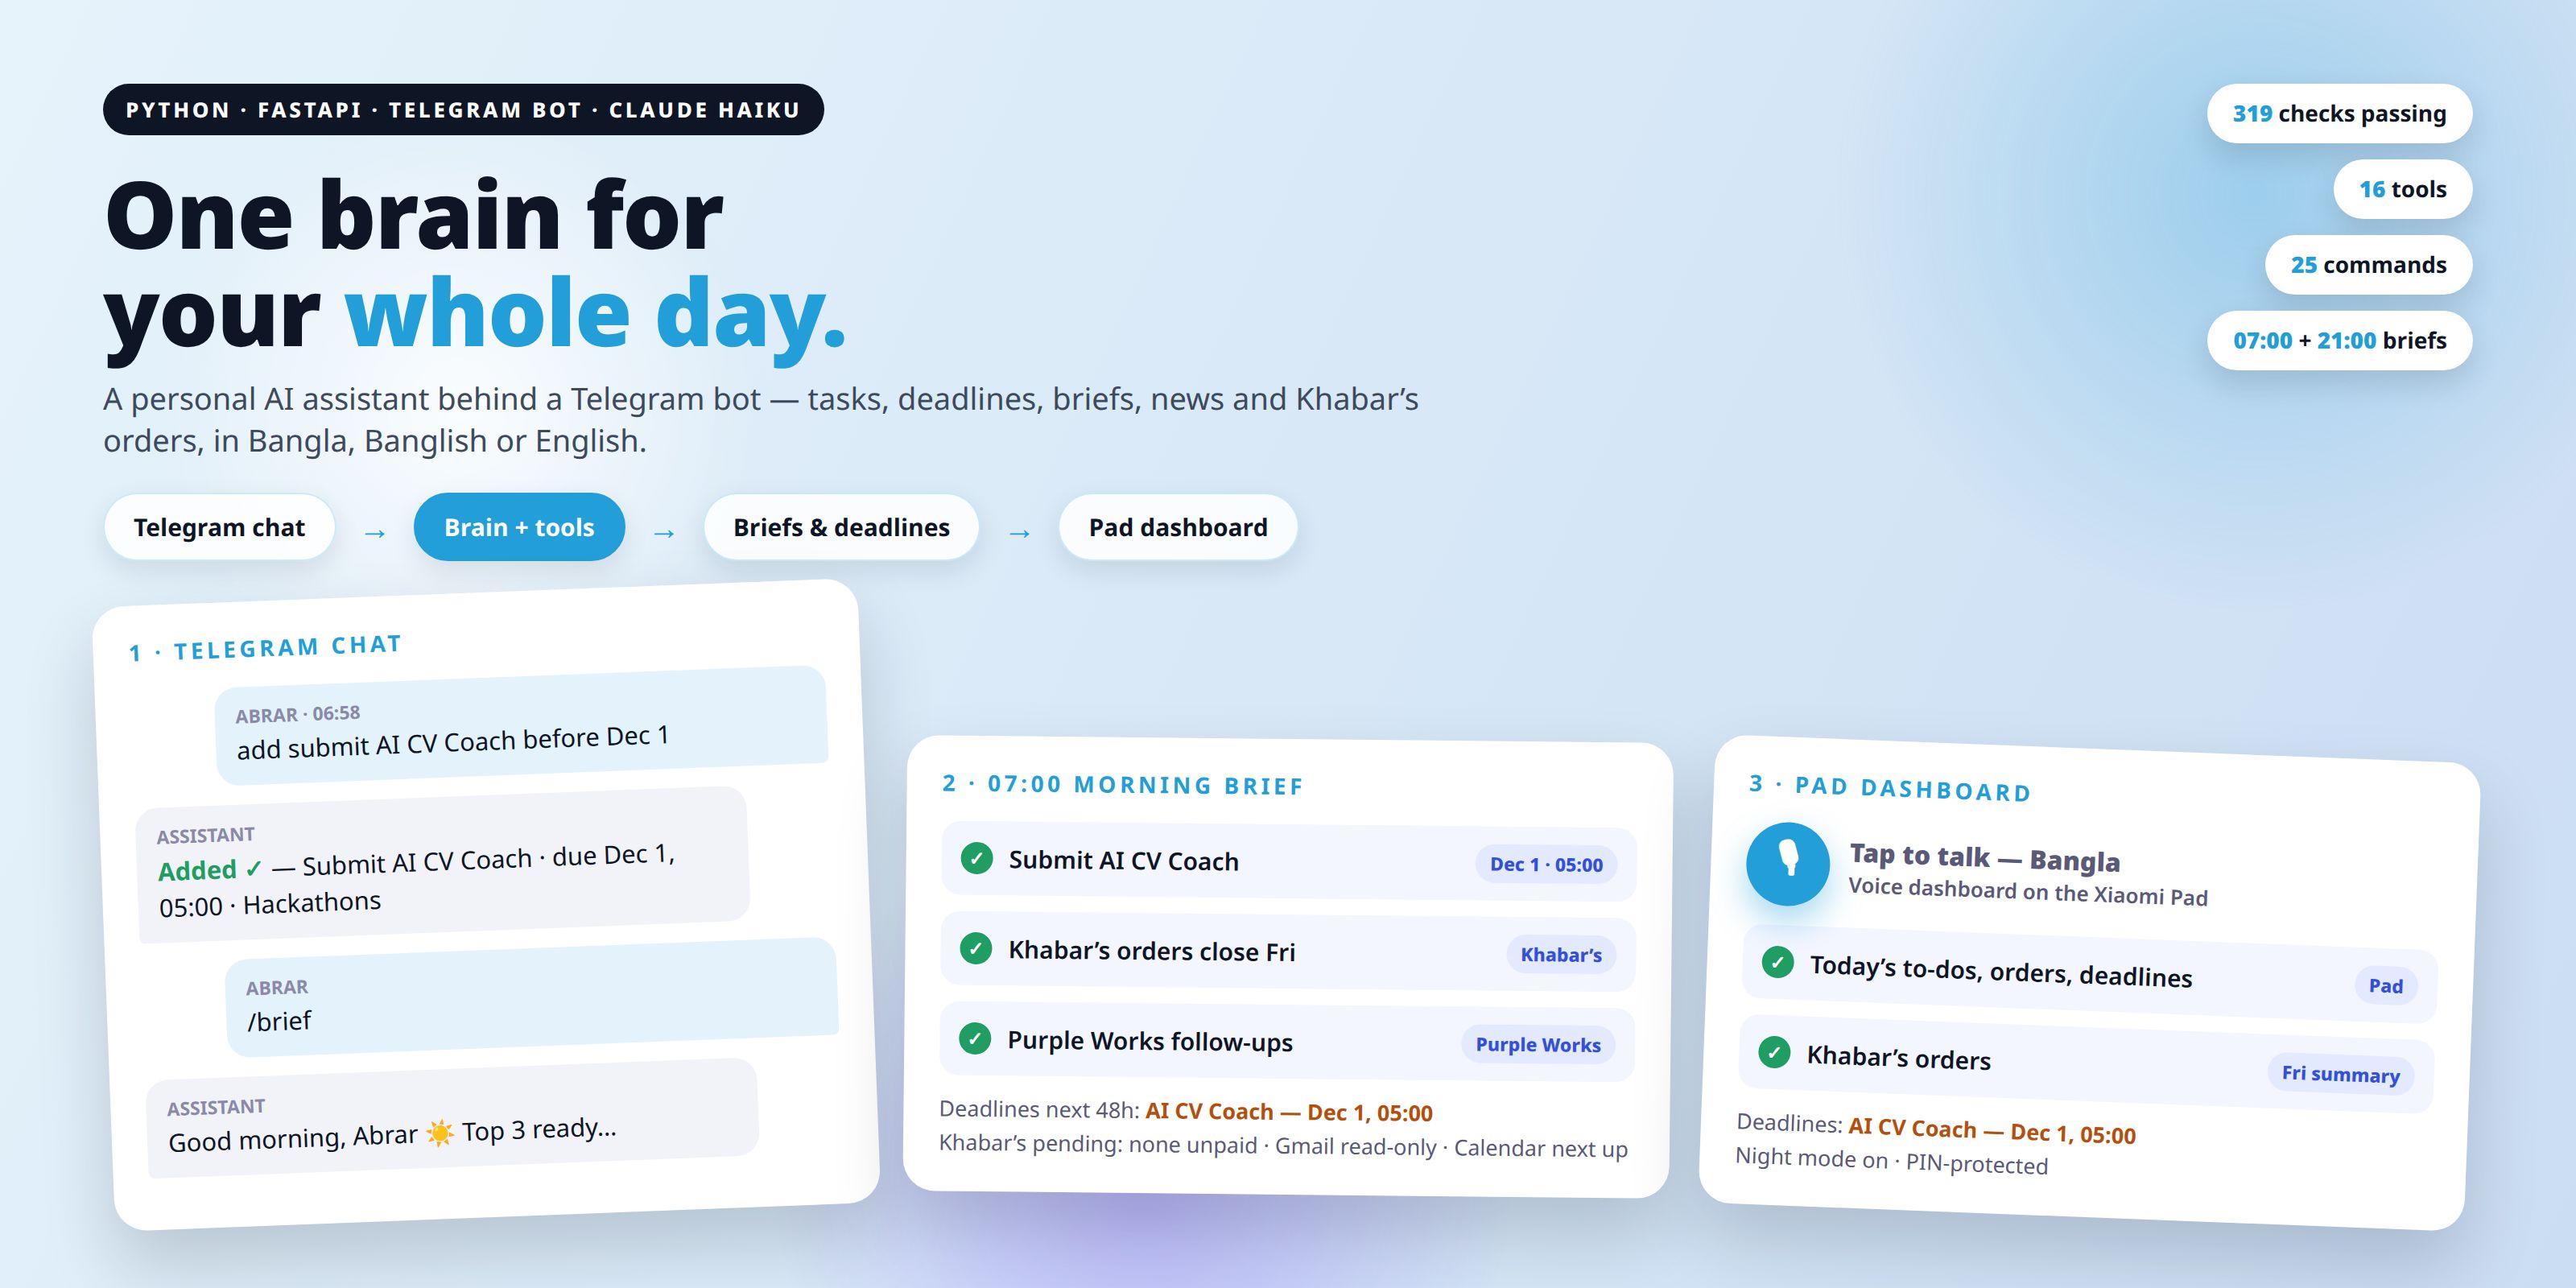 PYTHON · FASTAPI · TELEGRAM BOT · CLAUDE HAIKU
One brain for
your whole day.
A personal AI assistant behind a Telegram bot — tasks, deadlines, briefs, news and Khabar’s
orders, in Bangla, Banglish or English.
319 checks passing
16 tools
25 commands
07:00 + 21:00 briefs
Telegram chat → Brain + tools → Briefs & deadlines → Pad dashboard
1 · TELEGRAM CHAT
ABRAR · 06:58
add submit AI CV Coach before Dec 1
ASSISTANT
Added ✓ — Submit AI CV Coach · due Dec 1,
05:00 · Hackathons
ABRAR
/brief
ASSISTANT
Good morning, Abrar ☀️ Top 3 ready…
2 · 07:00 MORNING BRIEF
✓ Submit AI CV Coach Dec 1 · 05:00
✓ Khabar’s orders close Fri Khabar’s
✓ Purple Works follow-ups Purple Works
Deadlines next 48h: AI CV Coach — Dec 1, 05:00
Khabar’s pending: none unpaid · Gmail read-only · Calendar next up
3 · PAD DASHBOARD
Tap to talk — Bangla
Voice dashboard on the Xiaomi Pad
✓ Today’s to-dos, orders, deadlines Pad
✓ Khabar’s orders Fri summary
Deadlines: AI CV Coach — Dec 1, 05:00
Night mode on · PIN-protected